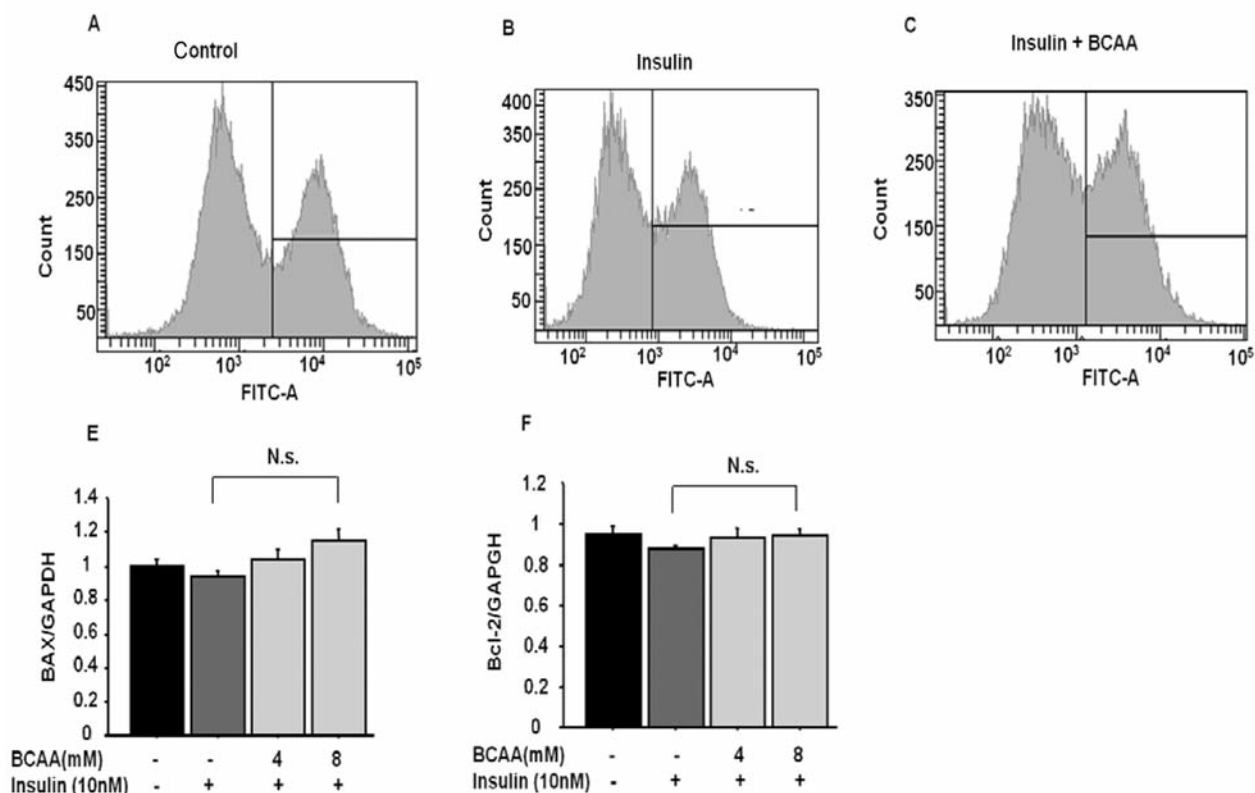 A
Control
450
350
250
150
50
Count
10²
10³
10⁴
10⁵
FITC-A
B
Insulin
400
350
250
150
50
Count
10²
10³
10⁴
10⁵
FITC-A
C
Insulin + BCAA
350
250
150
50
Count
10²
10³
10⁴
10⁵
FITC-A
E
N.s.
1.4
1.2
1
0.8
0.6
0.4
0.2
0
BAX/GAPDH
BCAA(mM) - - 4 8
Insulin (10nM) - + + +
F
N.s.
1.2
1
0.8
0.6
0.4
0.2
0
Bcl-2/GAPGH
BCAA(mM) - - 4 8
Insulin (10nM) - + + +